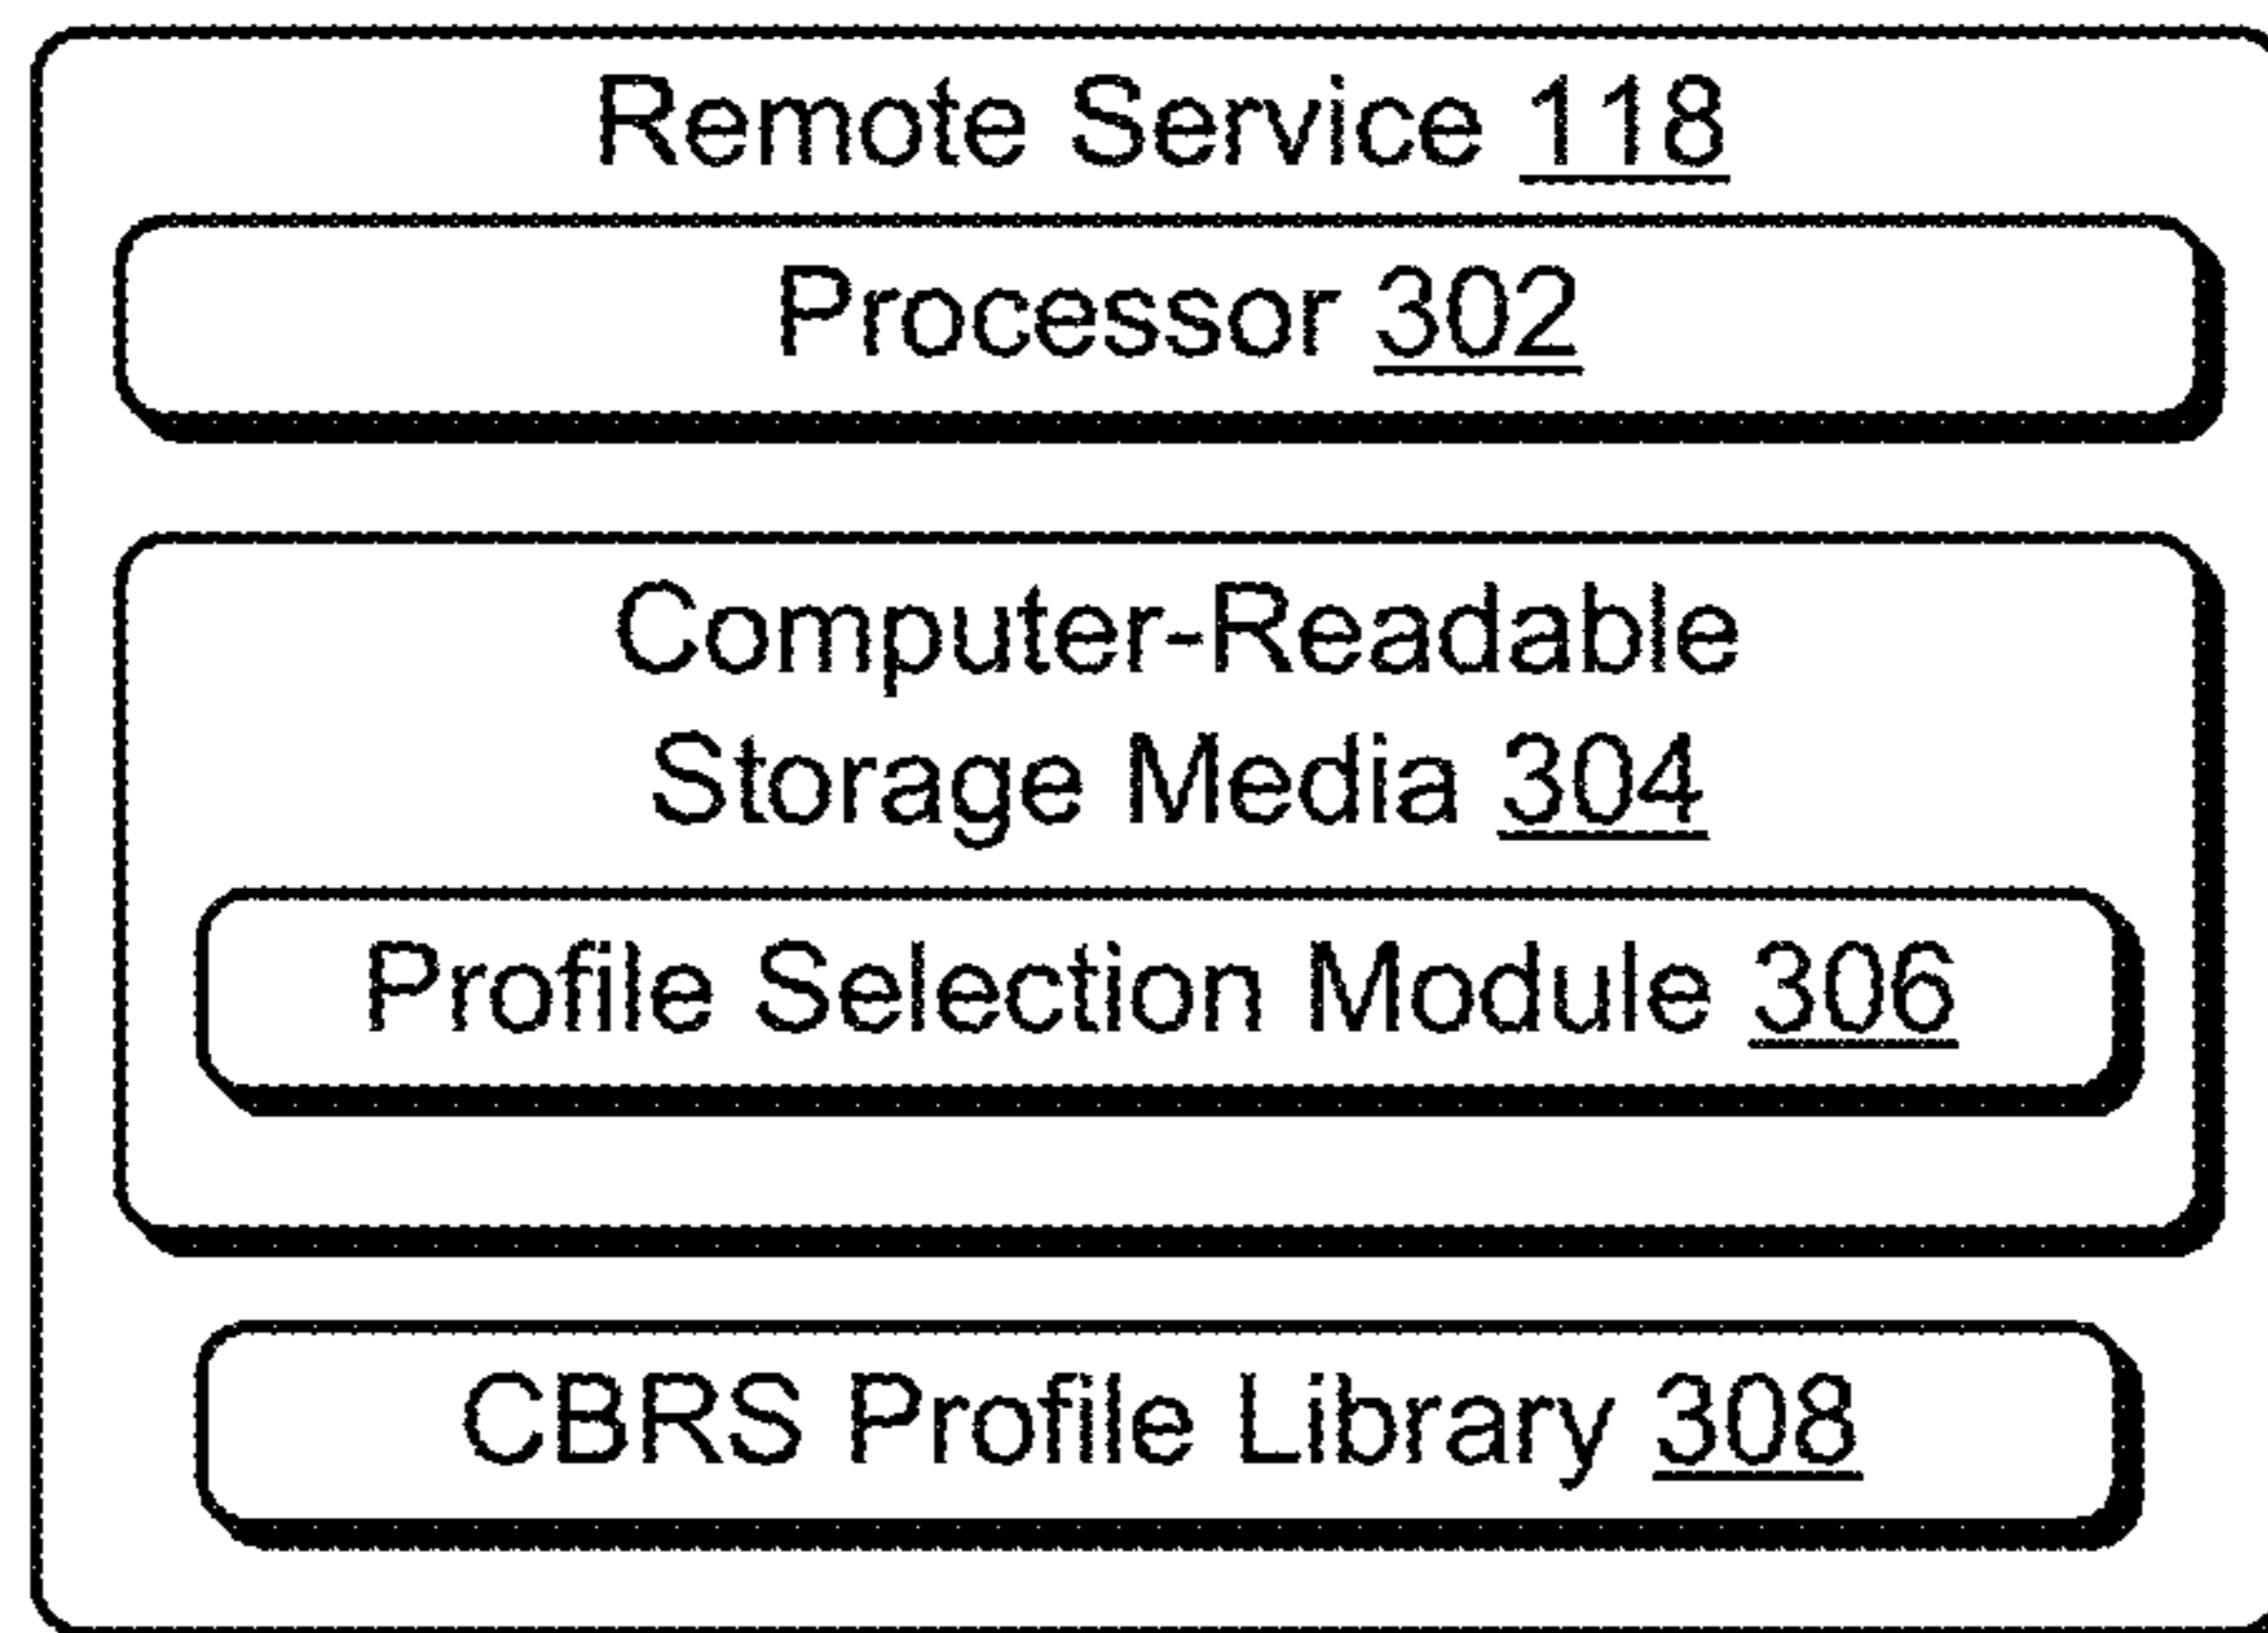 Remote Service 118
Processor 302
Computer-Readable
Storage Media 304
Profile Selection Module 306
CBRS Profile Library 308